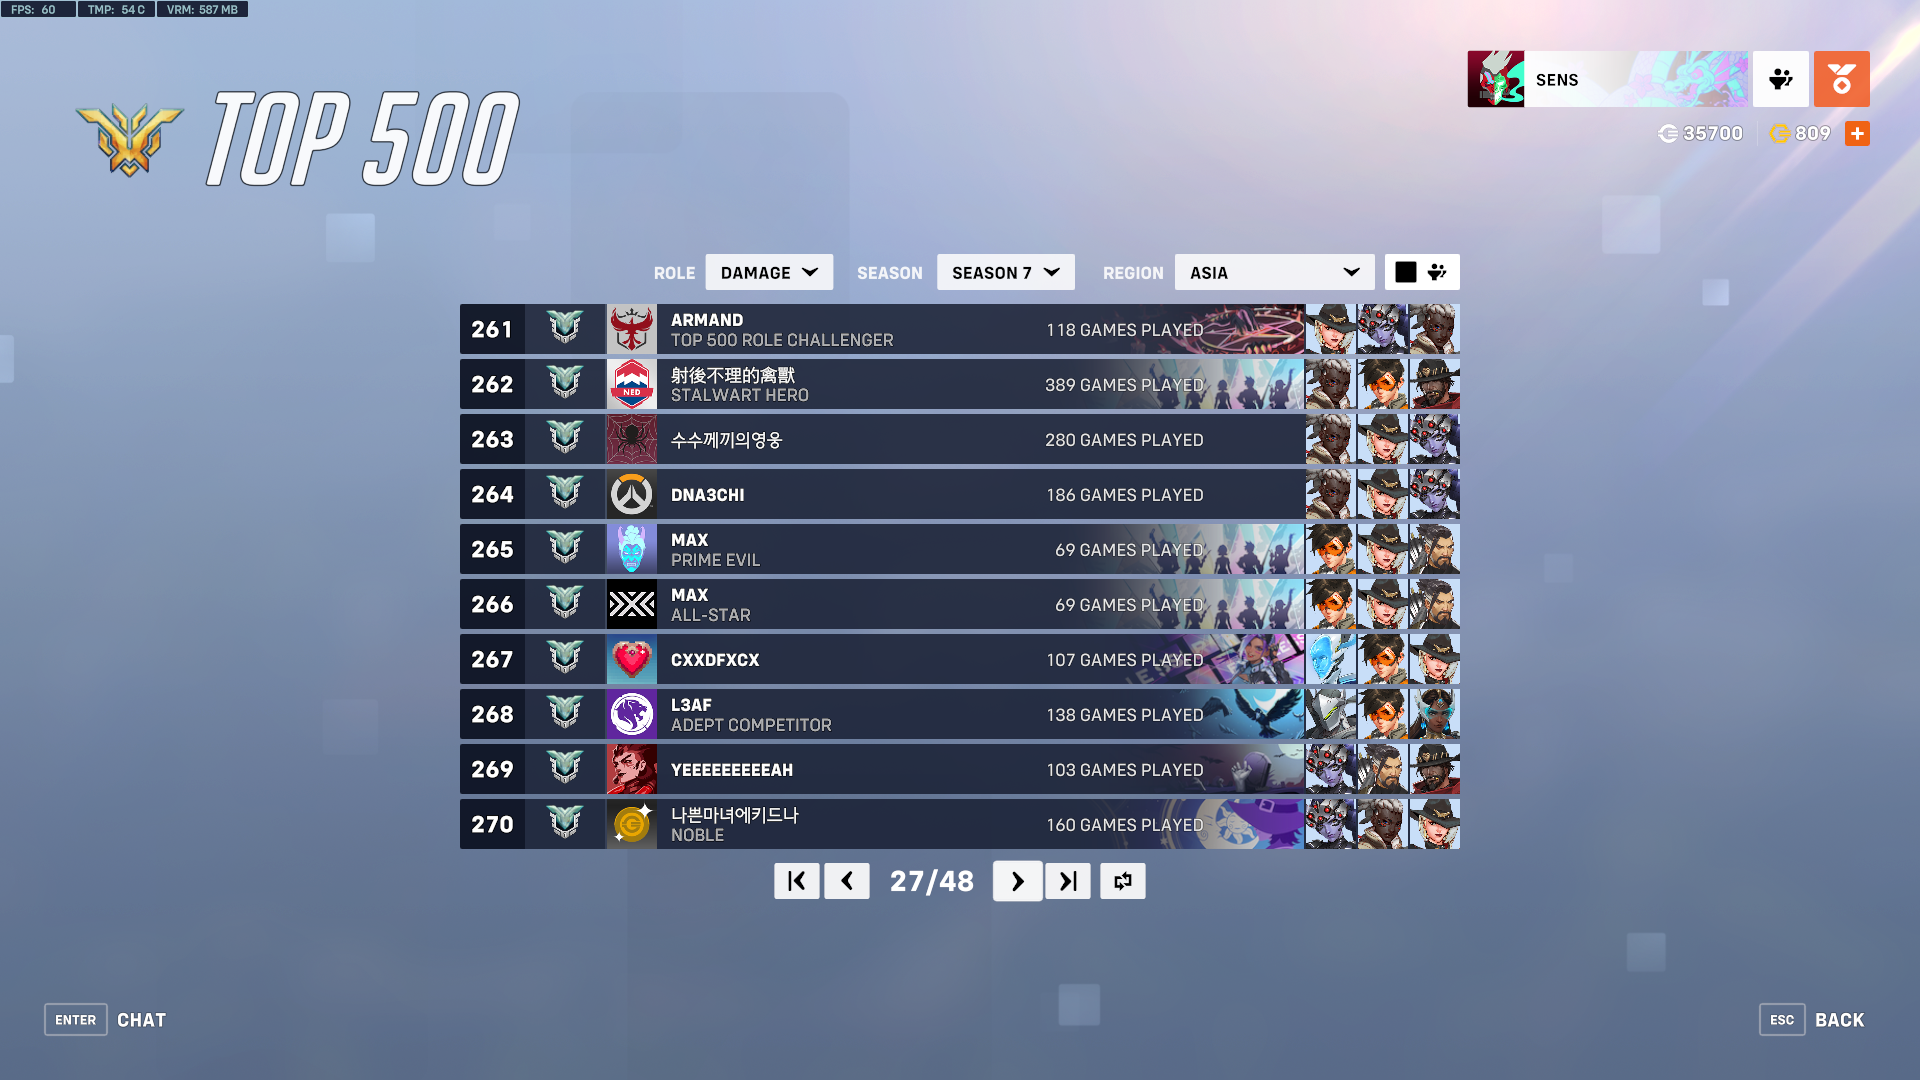 FPS: 60 TMP: 54 C VRM: 587 MB
TOP 500
SENS
35700 809
ROLE DAMAGE SEASON SEASON 7 REGION ASIA
261 ARMAND 118 GAMES PLAYED
TOP 500 ROLE CHALLENGER
262 NED 射後不理的禽獸 389 GAMES PLAYED
STALWART HERO
263 수수께끼의영웅 280 GAMES PLAYED
264 DNA3CHI 186 GAMES PLAYED
265 MAX 69 GAMES PLAYED
PRIME EVIL
266 MAX 69 GAMES PLAYED
ALL-STAR
267 CXXDFXCX 107 GAMES PLAYED
268 L3AF 138 GAMES PLAYED
ADEPT COMPETITOR
269 YEEEEEEEEEAH 103 GAMES PLAYED
270 나쁜마녀에키드나 160 GAMES PLAYED
NOBLE
27/48
ENTER CHAT
ESC BACK